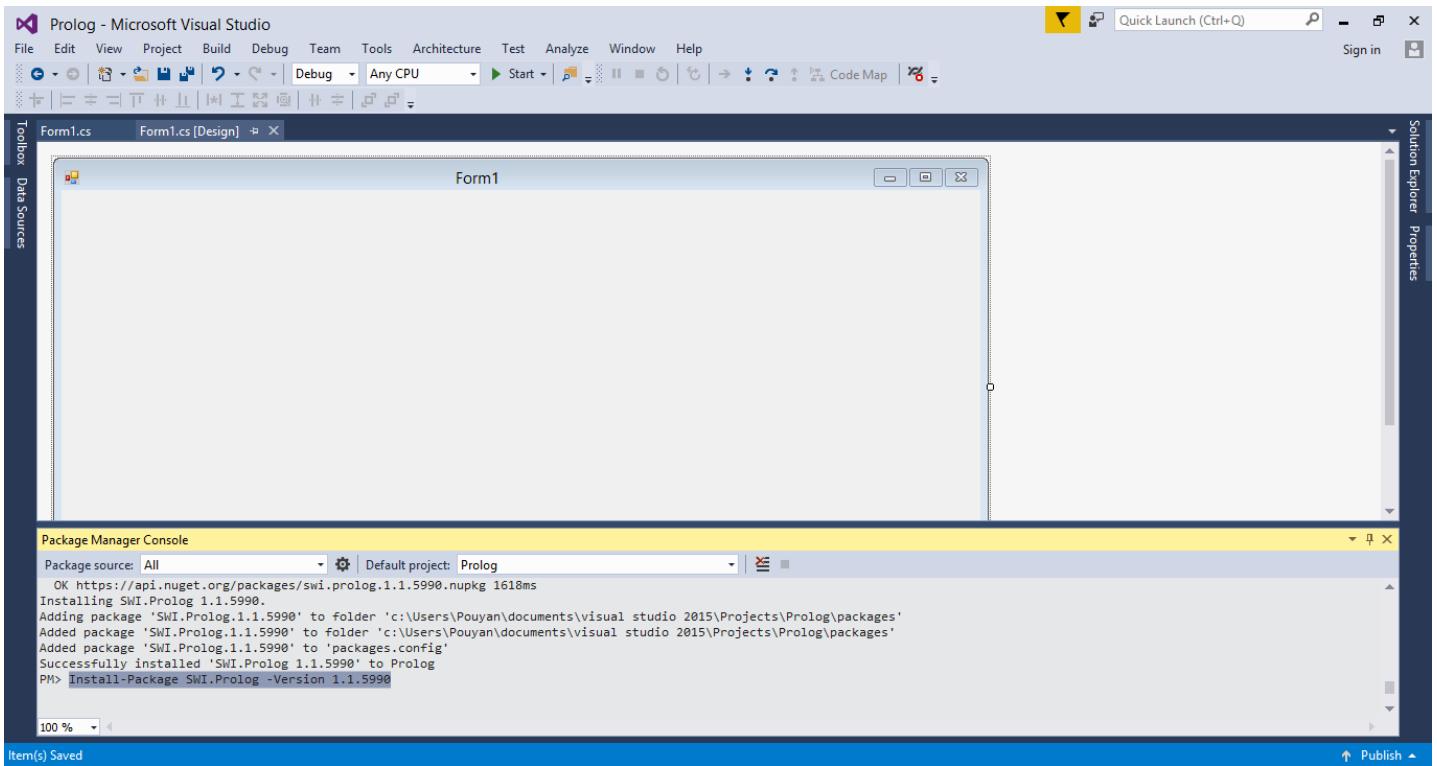 Prolog - Microsoft Visual Studio
Quick Launch (Ctrl+Q)
File Edit View Project Build Debug Team Tools Architecture Test Analyze Window Help
Sign in
Debug Any CPU Start Code Map
Toolbox
Data Sources
Form1.cs Form1.cs [Design]
Solution Explorer
Properties
Form1
Package Manager Console
Package source: All Default project: Prolog
OK https://api.nuget.org/packages/swi.prolog.1.1.5990.nupkg 1618ms
Installing SWI.Prolog 1.1.5990.
Adding package 'SWI.Prolog.1.1.5990' to folder 'c:\Users\Pouyan\documents\visual studio 2015\Projects\Prolog\packages'
Added package 'SWI.Prolog.1.1.5990' to folder 'c:\Users\Pouyan\documents\visual studio 2015\Projects\Prolog\packages'
Added package 'SWI.Prolog.1.1.5990' to 'packages.config'
Successfully installed 'SWI.Prolog 1.1.5990' to Prolog
PM> Install-Package SWI.Prolog -Version 1.1.5990
100 %
Item(s) Saved
Publish